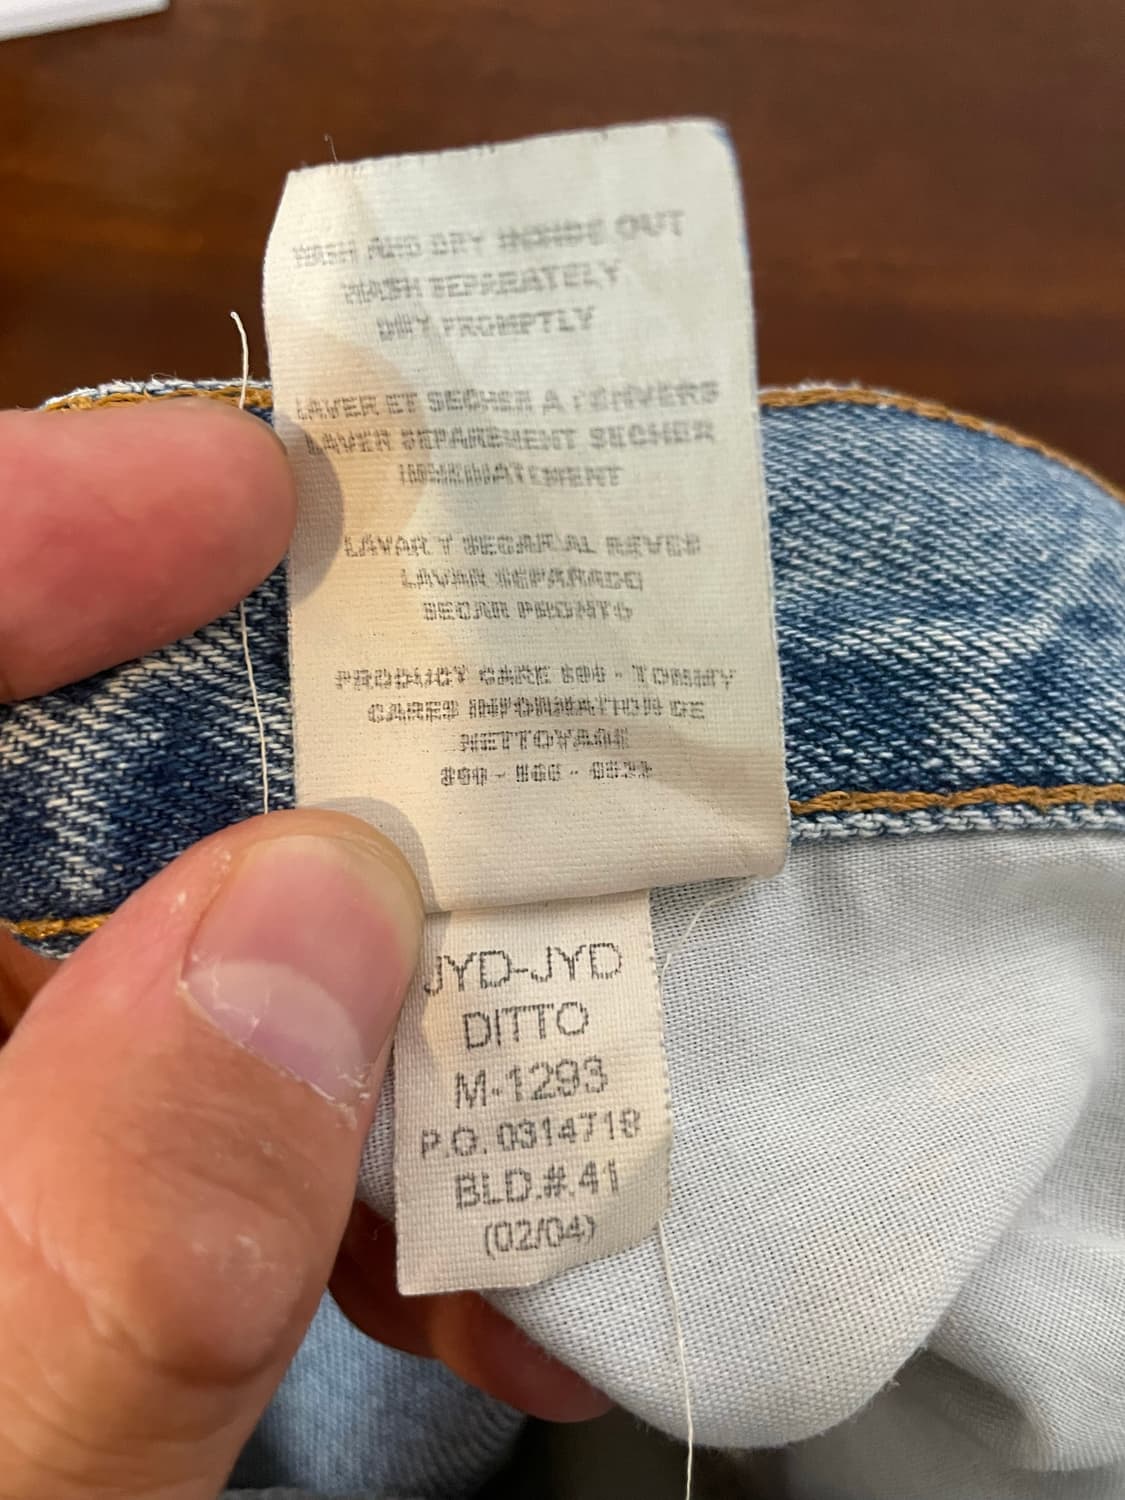 WASH AND DRY INSIDE OUT
WASH SEPARATELY
DRY PROMPTLY
LAVER ET SECHER A L'ENVERS
LAVER SEPAREMENT SECHER
IMMEDIATEMENT
LAVAR Y SECAR AL REVES
LAVAR SEPARADO
SECAR PRONTO
PRODUCT CARE - TOMMY
CARES INFORMATION DE
NETTOYAGE
JYD-JYD
DITTO
M-1293
P.O. 0314718
BLD.#.41
(02/04)